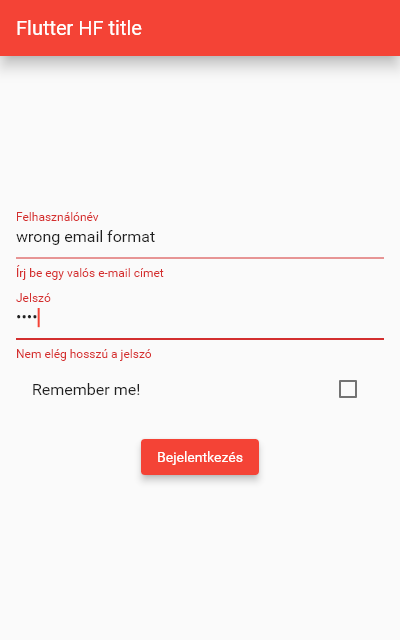 Flutter HF title
Felhasználónév
wrong email format
Írj be egy valós e-mail címet
Jelszó
••••
Nem elég hosszú a jelszó
Remember me!
Bejelentkezés